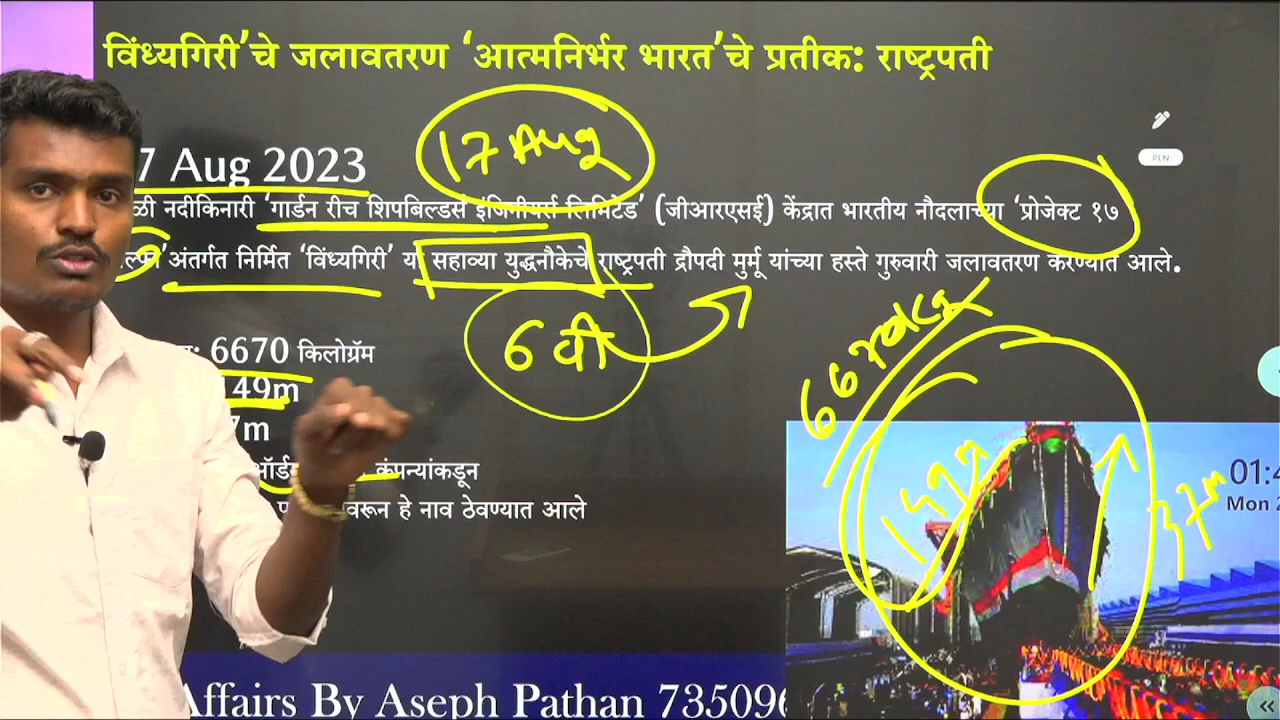 विंध्यगिरी'चे जलावतरण 'आत्मनिर्भर भारत'चे प्रतीक: राष्ट्रपती
17 Aug
7 Aug 2023
PEN
ळी नदीकिनारी 'गार्डन रीच शिपबिल्डर्स इंजिनीयर्स लिमिटेड' (जीआरएसई) केंद्रात भारतीय नौदलाच्या 'प्रोजेक्ट १७
अंतर्गत निर्मित 'विंध्यगिरी' या सहाव्या युद्धनौकेचे राष्ट्रपती द्रौपदी मुर्मू यांच्या हस्ते गुरुवारी जलावतरण करण्यात आले.
6 वी
6670 किलोग्रॅम
149m
7m
149m
37m
कंपन्यांकडून
वरून हे नाव ठेवण्यात आले
01:4
Mon 2
Affairs By Aseph Pathan 735096